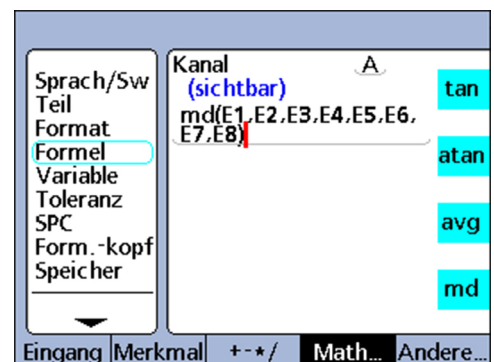 Sprach/Sw
Teil
Format
Formel
Variable
Toleranz
SPC
Form.-kopf
Speicher
Kanal A
(sichtbar)
md(E1,E2,E3,E4,E5,E6,
E7,E8)
tan
atan
avg
md
Eingang Merkmal +-*/ Math... Andere...